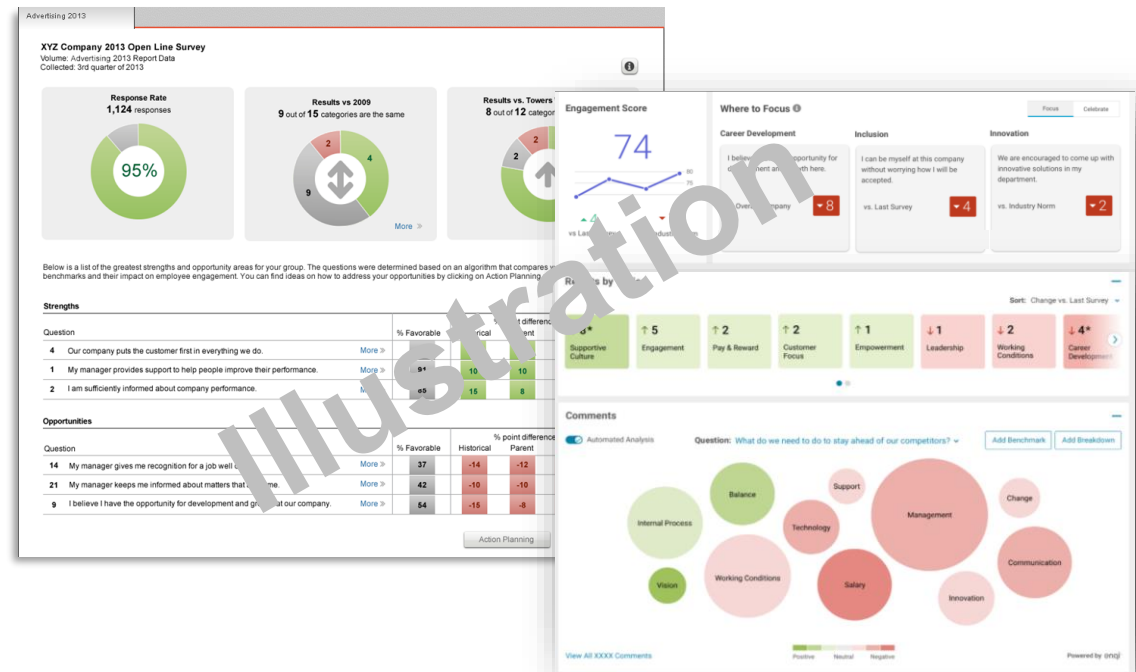 Advertising 2013
XYZ Company 2013 Open Line Survey
Volume: Advertising 2013 Report Data
Collected: 3rd quarter of 2013
Response Rate
1,124 responses
95%
Results vs 2009
9 out of 15 categories are the same
2
4
9
More »
Results vs. Towers
8 out of 12 categor
2
2
Below is a list of the greatest strengths and opportunity areas for your group. The questions were determined based on an algorithm that compares
benchmarks and their impact on employee engagement. You can find ideas on how to address your opportunities by clicking on Action Planning
Strengths
Question
% Favorable
4 Our company puts the customer first in everything we do. More »
1 My manager provides support to help people improve their performance. More » 91 10 10
2 I am sufficiently informed about company performance. 15 8
Opportunities
% point difference
Question % Favorable Historical Parent
14 My manager gives me recognition for a job well More » 37 -14 -12
21 My manager keeps me informed about matters that More » 42 -10 -10
9 I believe I have the opportunity for development and at our company. More » 54 -15 -8
Action Planning
Engagement Score
74
80
70
4
Where to Focus
Focus Celebrate
Career Development
8
Inclusion
I can be myself at this company
without worrying how I will be
accepted.
vs. Last Survey
4
Innovation
We are encouraged to come up with
innovative solutions in my
department.
vs. Industry Norm
2
by
Sort: Change vs. Last Survey
Supportive
Culture
↑ 5
Engagement
↑ 2
Pay & Reward
↑ 2
Customer
Focus
↑ 1
Empowerment
↓ 1
Leadership
↓ 2
Working
Conditions
↓ 4*
Career
Development
Comments
Automated Analysis
Question: What do we need to do to stay ahead of our competitors?
Add Benchmark Add Breakdown
Internal Process
Balance
Support
Technology
Management
Change
Vision
Working Conditions
Salary
Communication
Innovation
View All XXXX Comments
Positive Neutral Negative
Powered by
Illustration